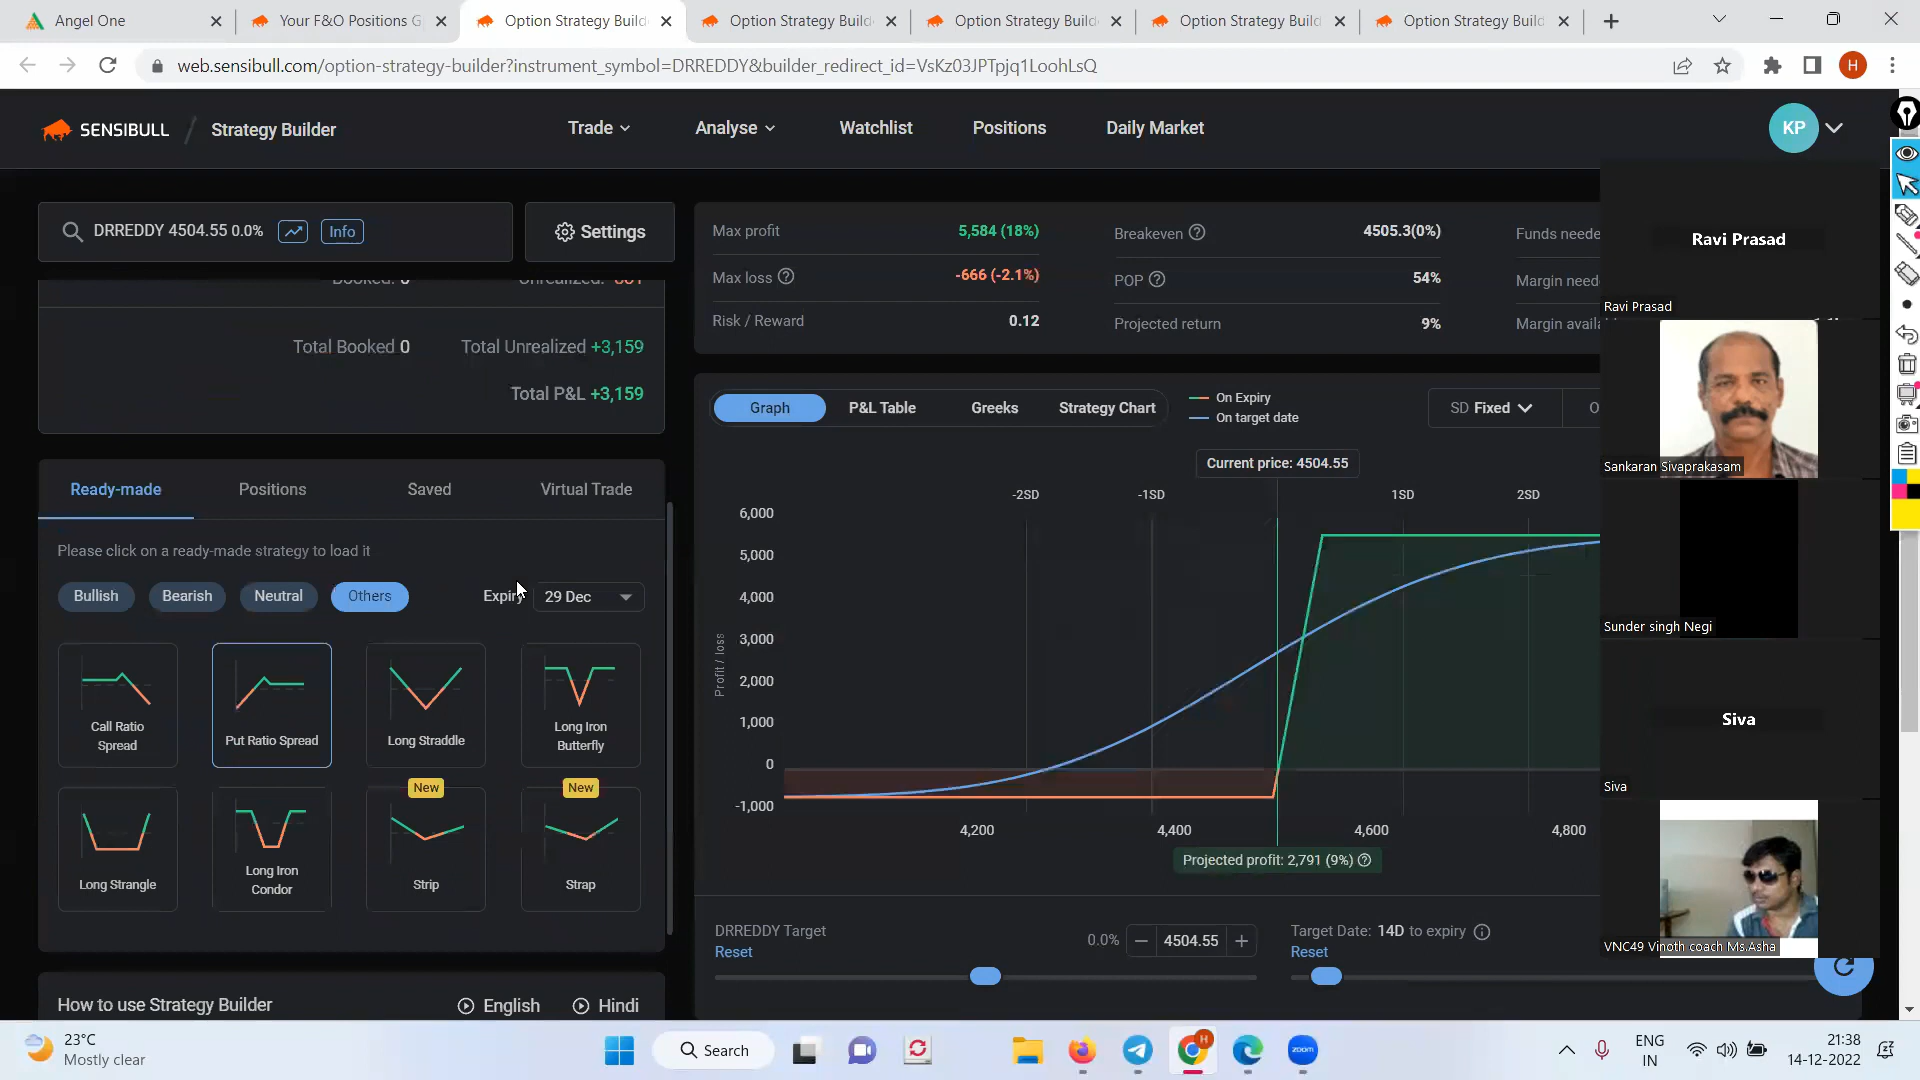 Angel One
Your F&O Positions G
Option Strategy Build
Option Strategy Build
Option Strategy Build
Option Strategy Build
Option Strategy Build
web.sensibull.com/option-strategy-builder?instrument_symbol=DRREDDY&builder_redirect_id=VsKz03JPTpjq1LoohLsQ
H
SENSIBULL / Strategy Builder
Trade
Analyse
Watchlist
Positions
Daily Market
KP
DRREDDY 4504.55 0.0%
Info
Settings
Booked: 0
Unrealized:
Total Booked 0
Total Unrealized +3,159
Total P&L +3,159
Ready-made
Positions
Saved
Virtual Trade
Please click on a ready-made strategy to load it
Bullish
Bearish
Neutral
Others
Expiry
29 Dec
Call Ratio
Spread
Put Ratio Spread
Long Straddle
Long Iron
Butterfly
New
New
Long Strangle
Long Iron
Condor
Strip
Strap
How to use Strategy Builder
English
Hindi
Max profit
5,584 (18%)
Max loss
-666 (-2.1%)
Risk / Reward
0.12
Breakeven
4505.3(0%)
POP
54%
Projected return
9%
Funds neede
Margin need
Margin availa
Graph
P&L Table
Greeks
Strategy Chart
On Expiry
On target date
SD Fixed
O
Current price: 4504.55
-2SD
-1SD
1SD
2SD
6,000
5,000
4,000
3,000
2,000
1,000
0
-1,000
Profit / loss
4,200
4,400
4,600
4,800
Projected profit: 2,791 (9%)
DRREDDY Target
Reset
0.0%
4504.55
Target Date: 14D to expiry
Reset
Ravi Prasad
Ravi Prasad
Sankaran Sivaprakasam
Sunder singh Negi
Siva
Siva
VNC49 Vinoth coach Ms.Asha
23°C
Mostly clear
Search
H
zoom
ENG
IN
21:38
14-12-2022